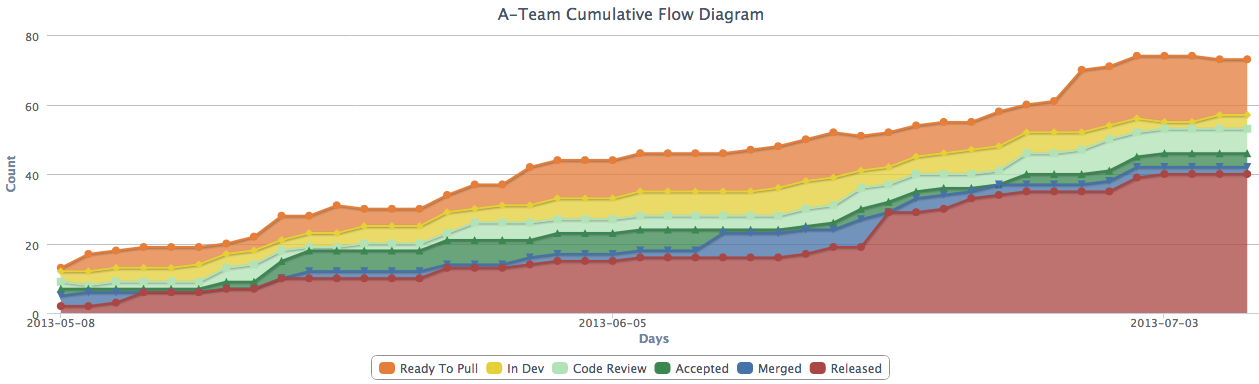 A-Team Cumulative Flow Diagram
80
60
40
20
0
Count
2013-05-08 2013-06-05 2013-07-03
Days
Ready To Pull In Dev Code Review Accepted Merged Released